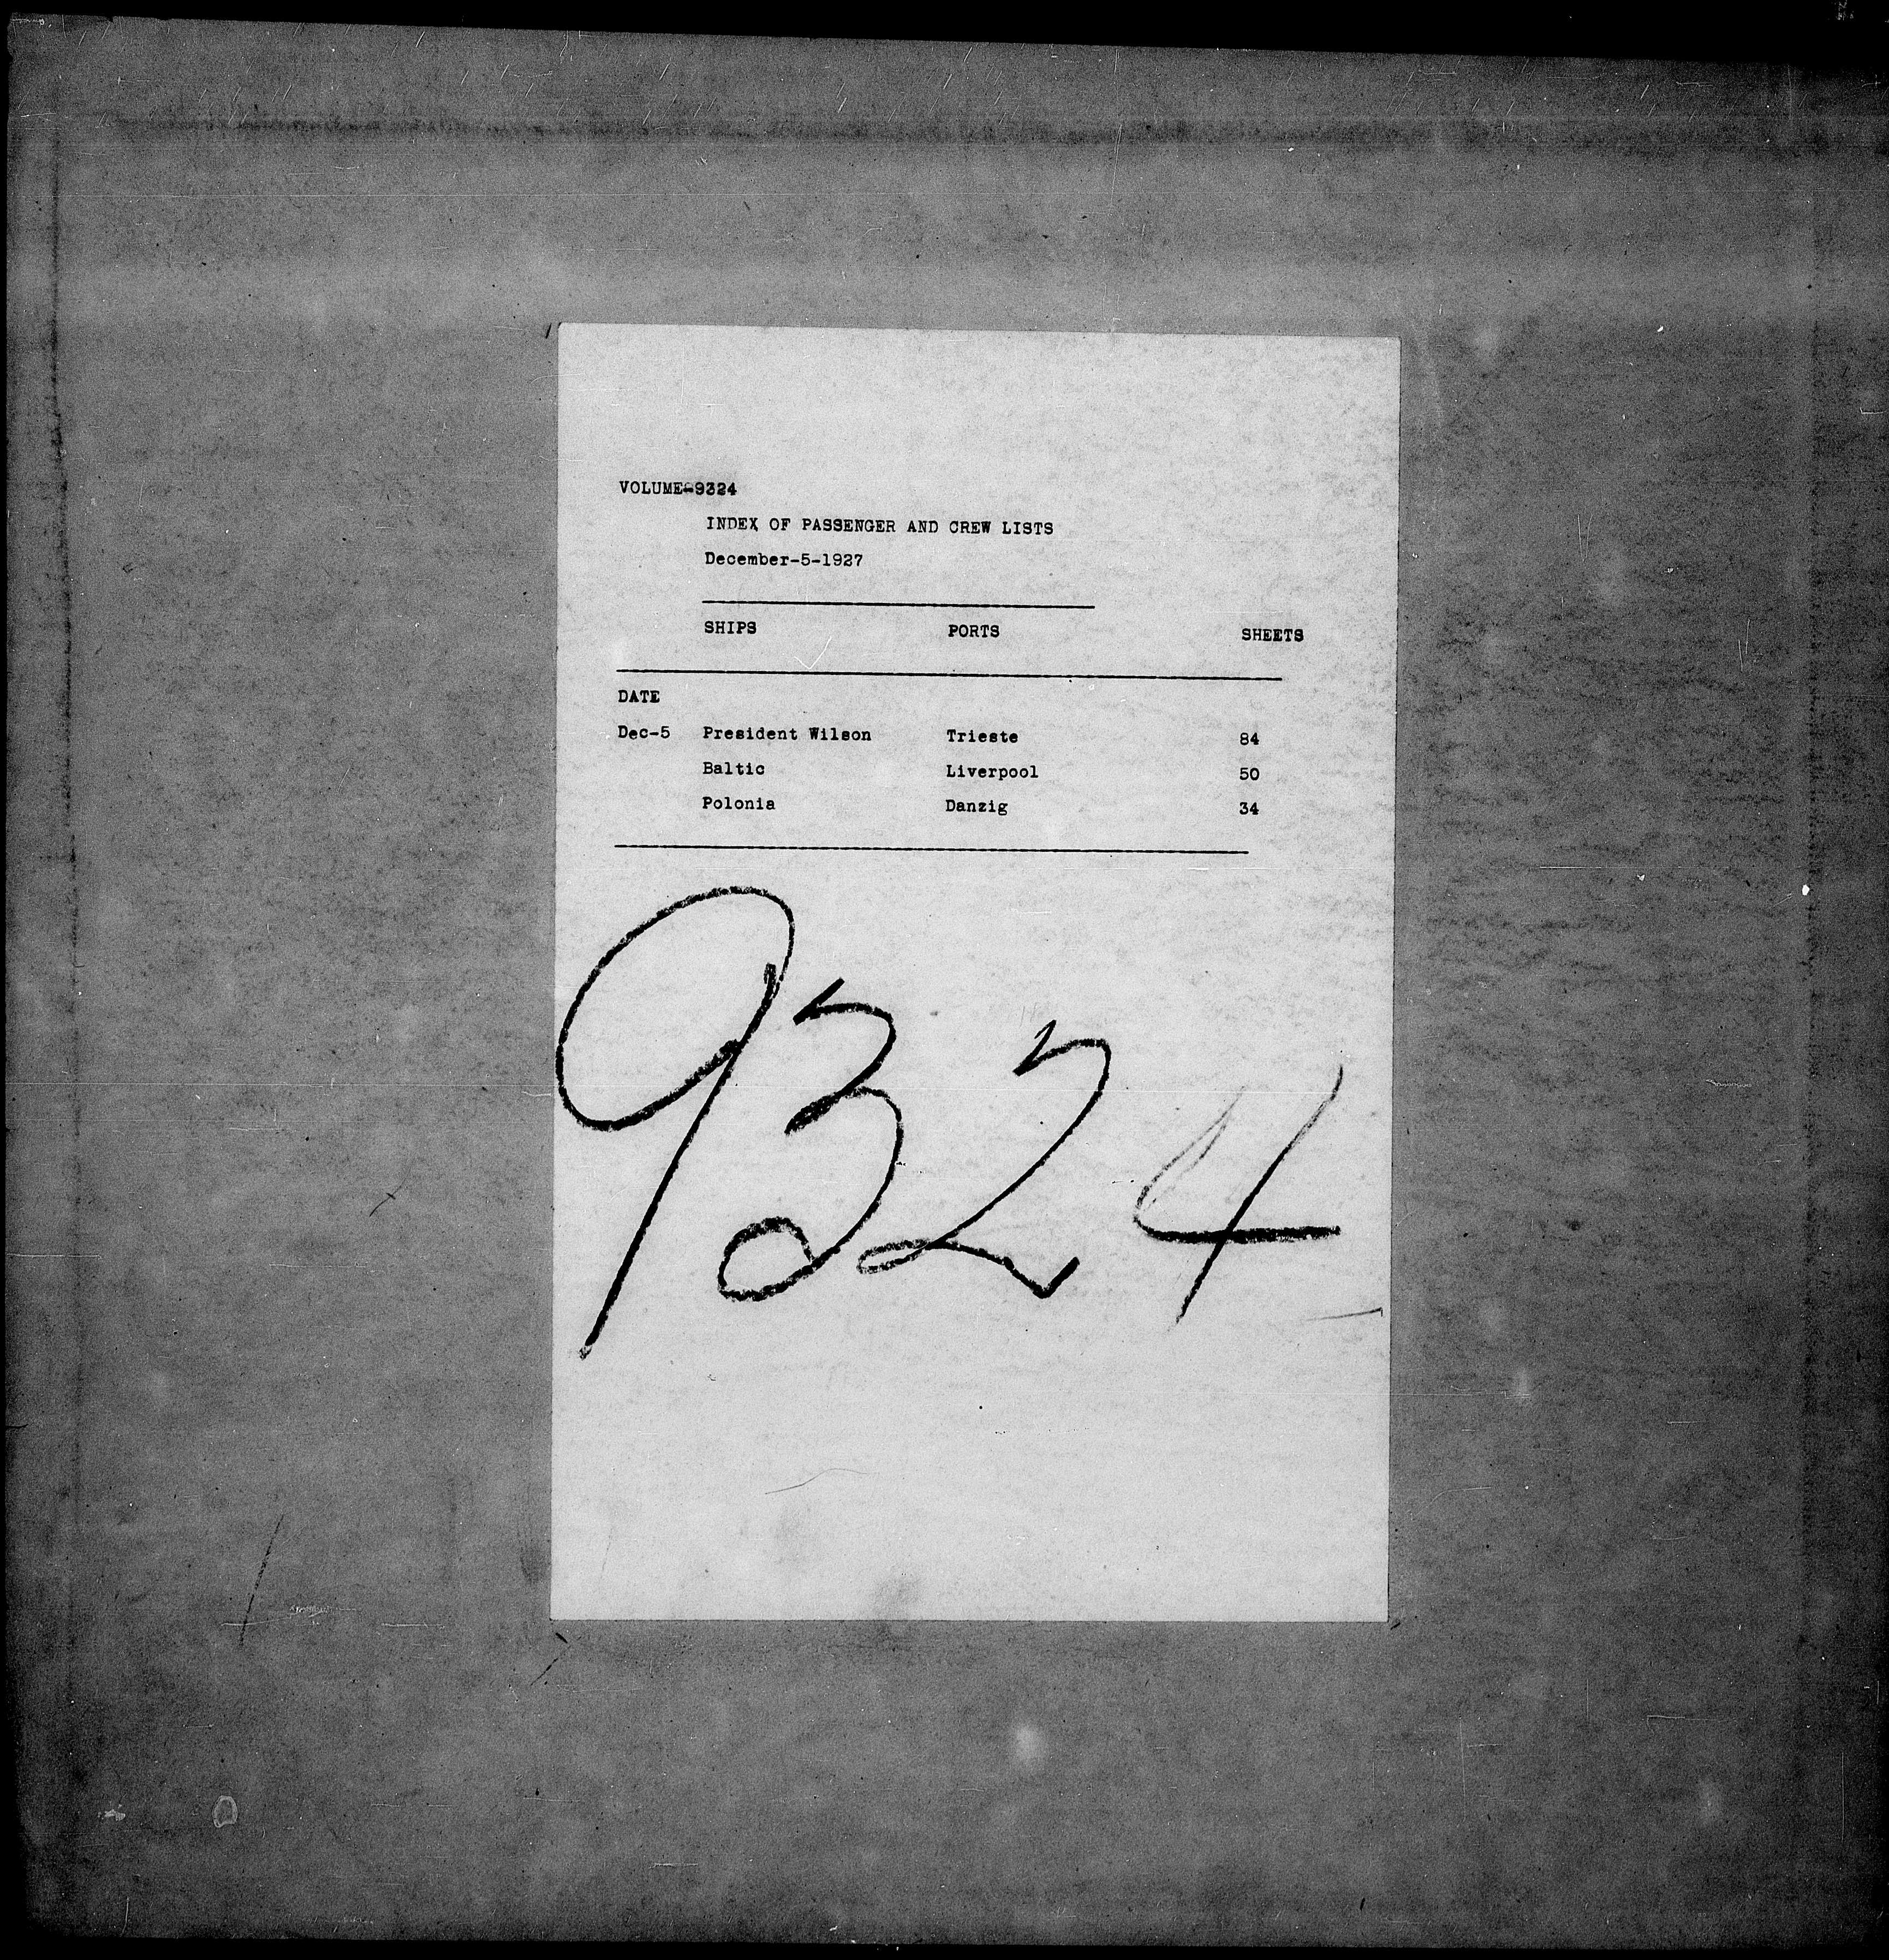 VOLUME-9324
INDEX OF PASSENGER AND CREW LISTS
December-5-1927
SHIPS PORTS SHEETS
DATE
Dec-5 President Wilson Trieste 84
Baltic Liverpool 50
Polonia Danzig 34
9324